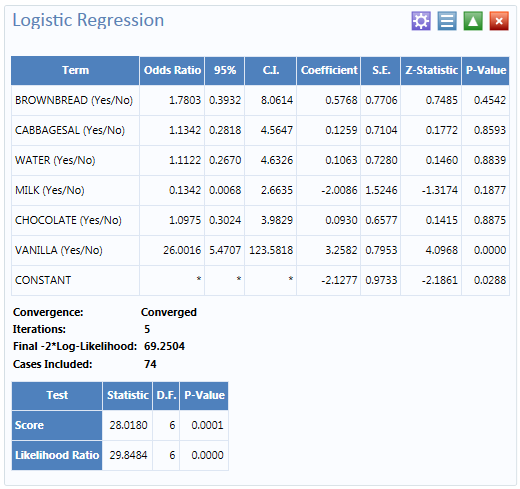 Logistic Regression
Term Odds Ratio 95% C.I. Coefficient S.E. Z-Statistic P-Value
BROWNBREAD (Yes/No) 1.7803 0.3932 8.0614 0.5768 0.7706 0.7485 0.4542
CABBAGESAL (Yes/No) 1.1342 0.2818 4.5647 0.1259 0.7104 0.1772 0.8593
WATER (Yes/No) 1.1122 0.2670 4.6326 0.1063 0.7280 0.1460 0.8839
MILK (Yes/No) 0.1342 0.0068 2.6635 -2.0086 1.5246 -1.3174 0.1877
CHOCOLATE (Yes/No) 1.0975 0.3024 3.9829 0.0930 0.6577 0.1415 0.8875
VANILLA (Yes/No) 26.0016 5.4707 123.5818 3.2582 0.7953 4.0968 0.0000
CONSTANT * * * -2.1277 0.9733 -2.1861 0.0288
Convergence: Converged
Iterations: 5
Final -2*Log-Likelihood: 69.2504
Cases Included: 74
Test Statistic D.F. P-Value
Score 28.0180 6 0.0001
Likelihood Ratio 29.8484 6 0.0000